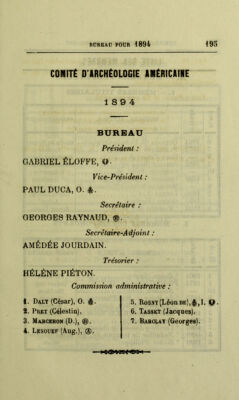 BUREAU POUR 1894 195
COMITÉ D'ARCHÉOLOGIE AMÉRICAINE
1894
BUREAU
Président :
GABRIEL ÉLOFFE,
Vice-Président :
PAUL DUCA, O.
Secrétaire :
GEORGES RAYNAUD,
Secrétaire-Adjoint :
AMÉDÉE JOURDAIN.
Trésorier :
HÉLÈNE PIÉTON.
Commission administrative :
1. DALY (César), O.
2. PRET (Célestin),
3. MARCERON (D.),
4. LESOUEF (Aug.),
5. ROSNY (Léon DE), I.
6. TASSET (Jacques).
7. BARCLAY (Georges).